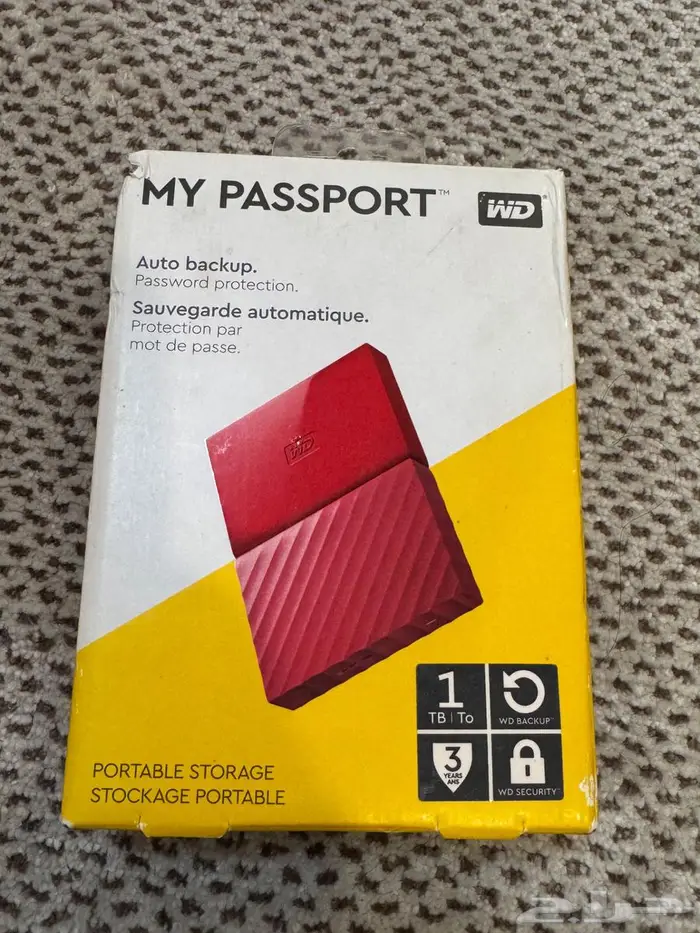 MY PASSPORT™
WD
Auto backup.
Password protection.
Sauvegarde automatique.
Protection par
mot de passe.
WD
1
TB | To
WD BACKUP™
3
YEARS
ANS
WD SECURITY™
PORTABLE STORAGE
STOCKAGE PORTABLE
حراج